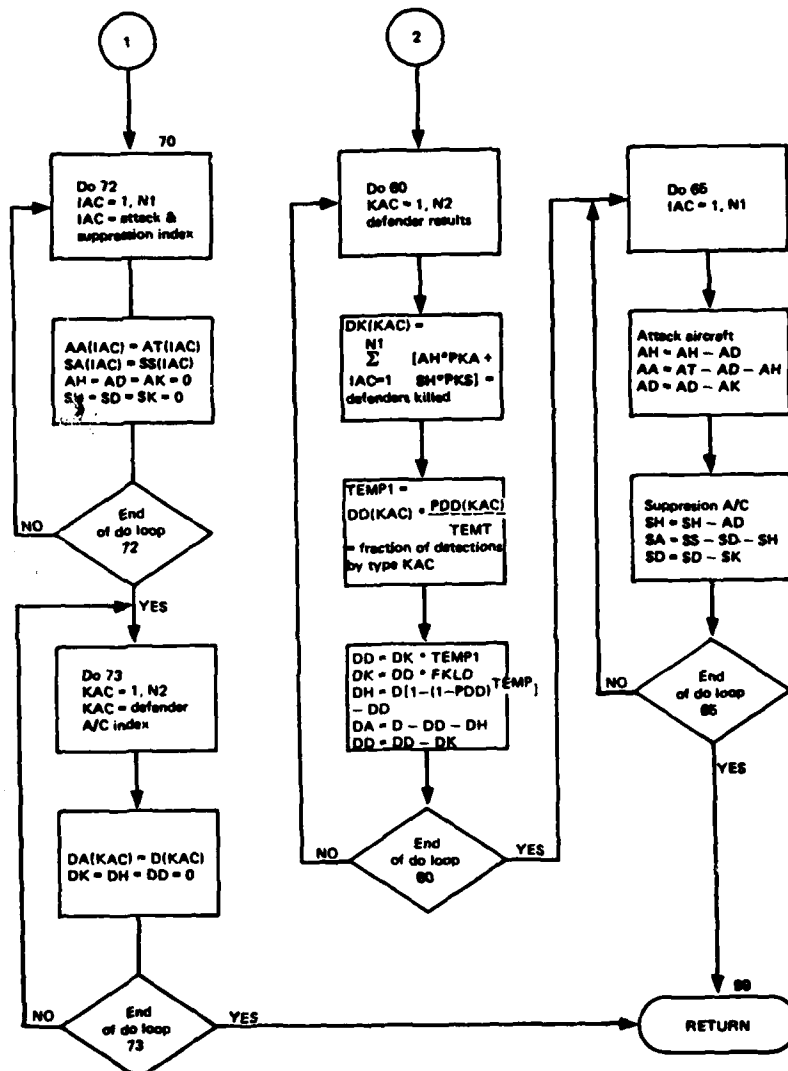 1
70
Do 72
IAC = 1, N1
IAC = attack &
suppression index
AA(IAC) = AT(IAC)
SA(IAC) = SS(IAC)
AH = AD = AK = 0
SH = SD = SK = 0
End
of do loop
72
NO
YES
Do 73
KAC = 1, N2
KAC = defender
A/C index
DA(KAC) = D(KAC)
DK = DH = DD = 0
End
of do loop
73
NO
YES
2
Do 60
KAC = 1, N2
defender results
DK(KAC) =
N1
Σ [AH*PKA +
IAC=1 SH*PKS] =
defenders killed
TEMP1 =
DD(KAC) * PDD(KAC)
TEMT
= fraction of detections
by type KAC
DD = DK * TEMP1
DK = DD * FKLD
DH = D[1-(1-PDD)^TEMP]
- DD
DA = D - DD - DH
DD = DD - DK
End
of do loop
60
NO
YES
Do 65
IAC = 1, N1
Attack aircraft
AH = AH - AD
AA = AT - AD - AH
AD = AD - AK
Suppresion A/C
SH = SH - AD
SA = SS - SD - SH
SD = SD - SK
End
of do loop
65
NO
YES
99
RETURN